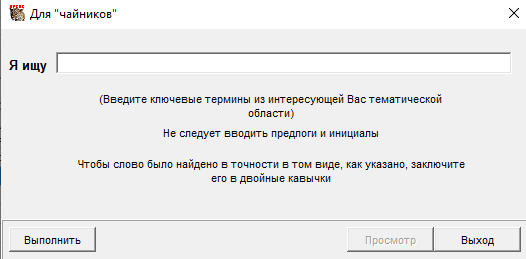 Для "чайников"
Я ищу
(Введите ключевые термины из интересующей Вас тематической
области)
Не следует вводить предлоги и инициалы
Чтобы слово было найдено в точности в том виде, как указано, заключите
его в двойные кавычки
Выполнить Просмотр Выход